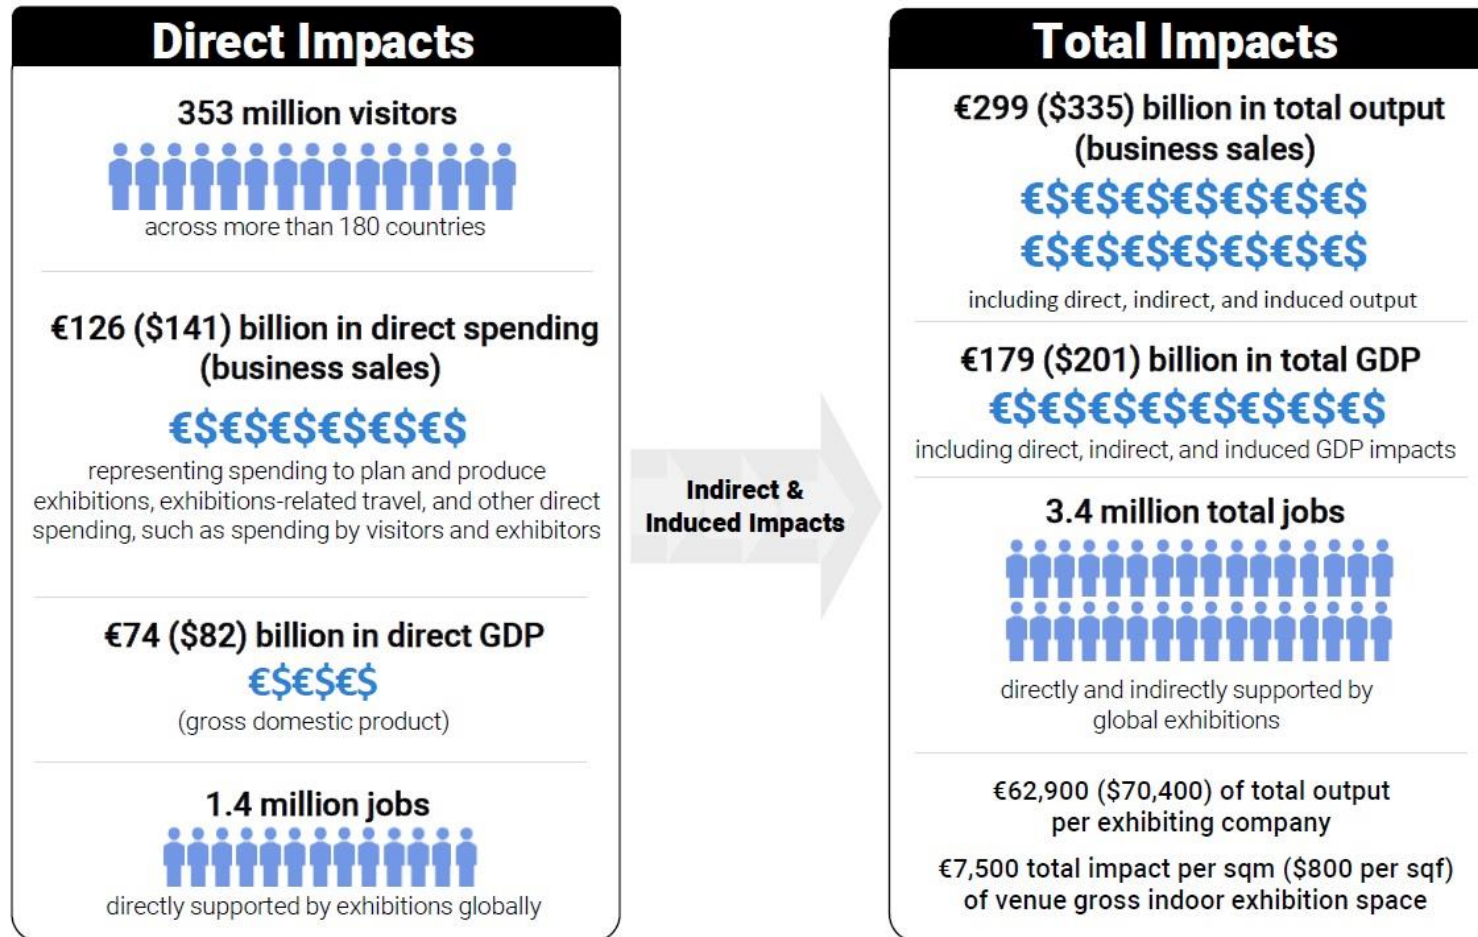 Direct Impacts
353 million visitors
across more than 180 countries
€126 ($141) billion in direct spending
(business sales)
€$€$€$€$€$€$
representing spending to plan and produce
exhibitions, exhibitions-related travel, and other direct
spending, such as spending by visitors and exhibitors
€74 ($82) billion in direct GDP
€$€$€$
(gross domestic product)
1.4 million jobs
directly supported by exhibitions globally
Indirect &
Induced Impacts
Total Impacts
€299 ($335) billion in total output
(business sales)
€$€$€$€$€$€$€$
€$€$€$€$€$€$€$
including direct, indirect, and induced output
€179 ($201) billion in total GDP
€$€$€$€$€$€$€$€$
including direct, indirect, and induced GDP impacts
3.4 million total jobs
directly and indirectly supported by
global exhibitions
€62,900 ($70,400) of total output
per exhibiting company
€7,500 total impact per sqm ($800 per sqf)
of venue gross indoor exhibition space